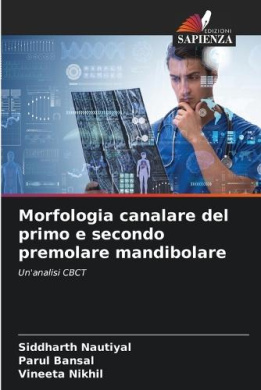 EDIZIONI
SAPIENZA
Morfologia canalare del
primo e secondo
premolare mandibolare
Un'analisi CBCT
Siddharth Nautiyal
Parul Bansal
Vineeta Nikhil